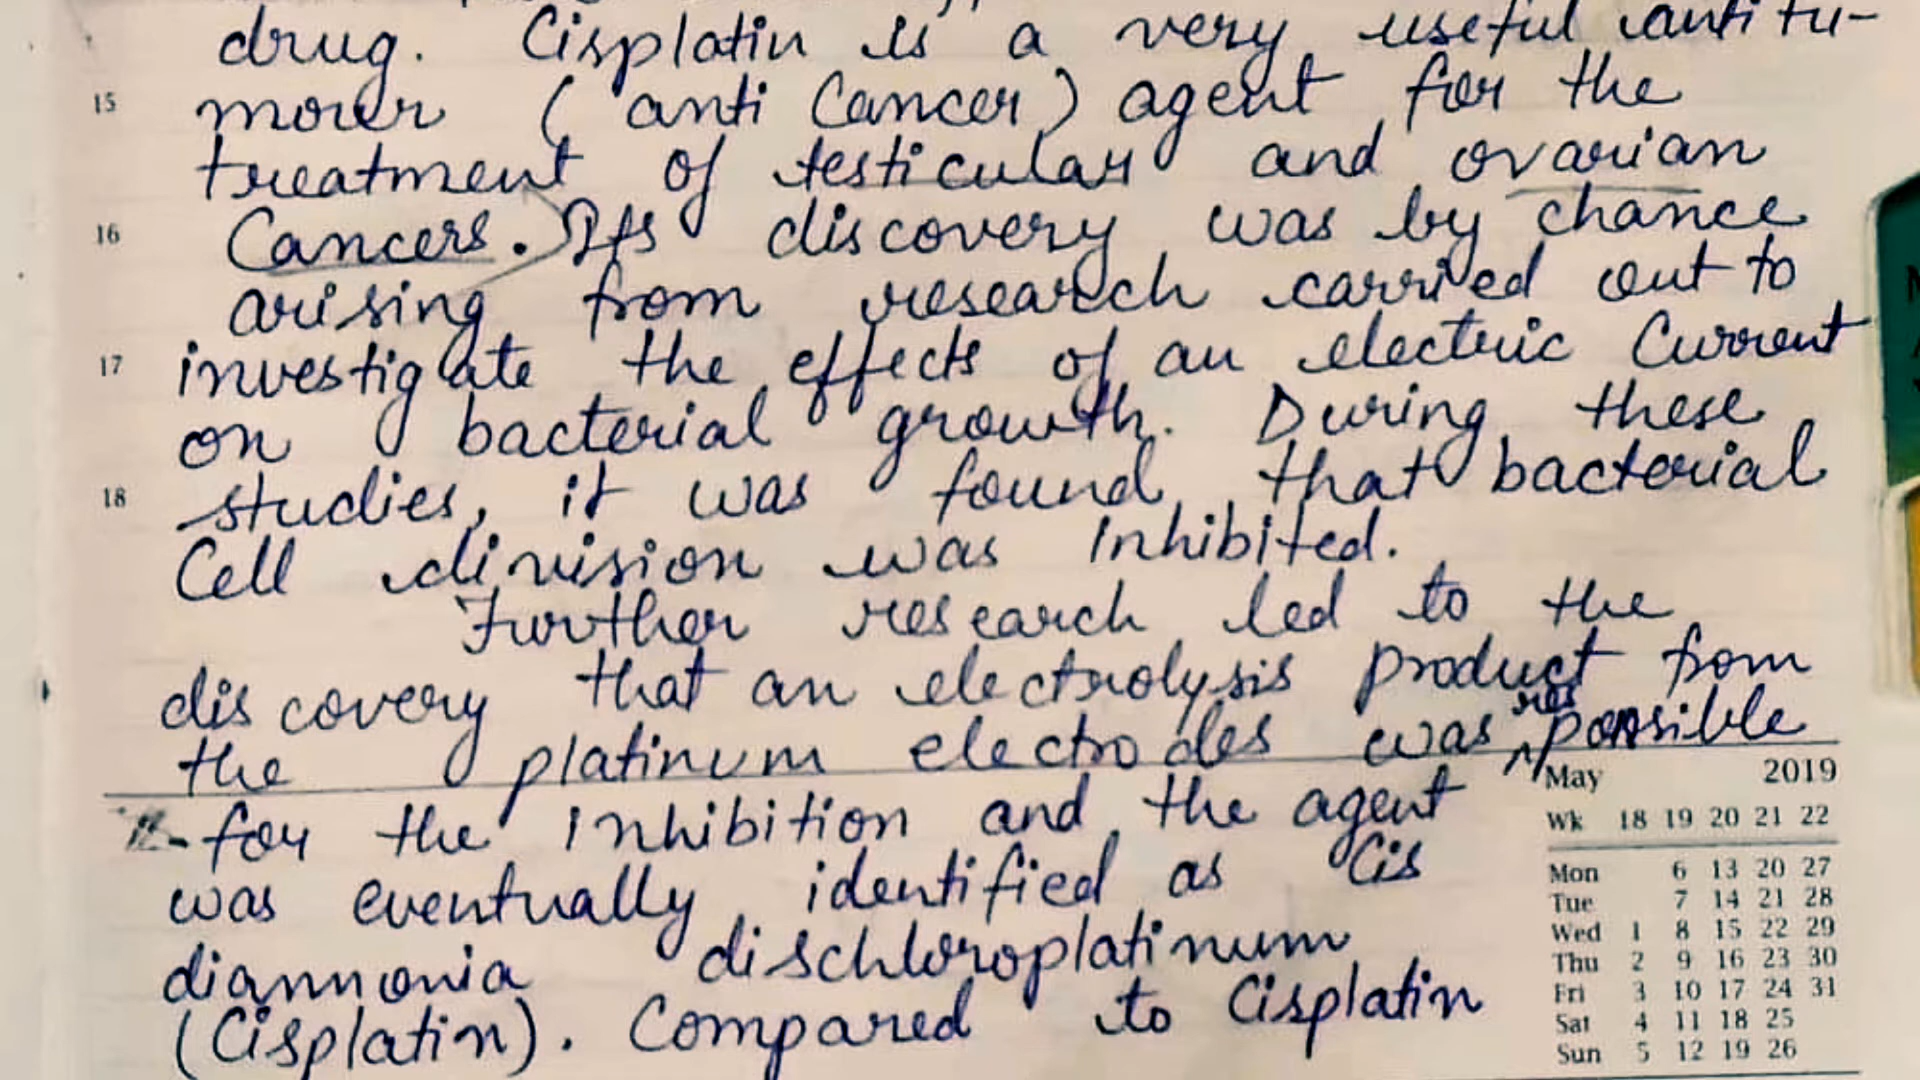 drug. Cisplatin is a very useful antitu-
15 mour (anti Cancer) agent for the
treatment of testicular and ovarian
16 Cancers. Its discovery was by chance
arising from research carried out to
17 investigate the effects of an electric Current
on bacterial growth. During these
18 studies, it was found that bacterial
Cell division was inhibited.
Further research led to the
discovery that an electrolysis product from
the platinum electrodes was responsible
- for the inhibition and the agent
was eventually identified as Cis
diammonia dischloroplatinum
(Cisplatin). Compared to Cisplatin
May 2019
Wk 18 19 20 21 22
Mon 6 13 20 27
Tue 7 14 21 28
Wed 1 8 15 22 29
Thu 2 9 16 23 30
Fri 3 10 17 24 31
Sat 4 11 18 25
Sun 5 12 19 26